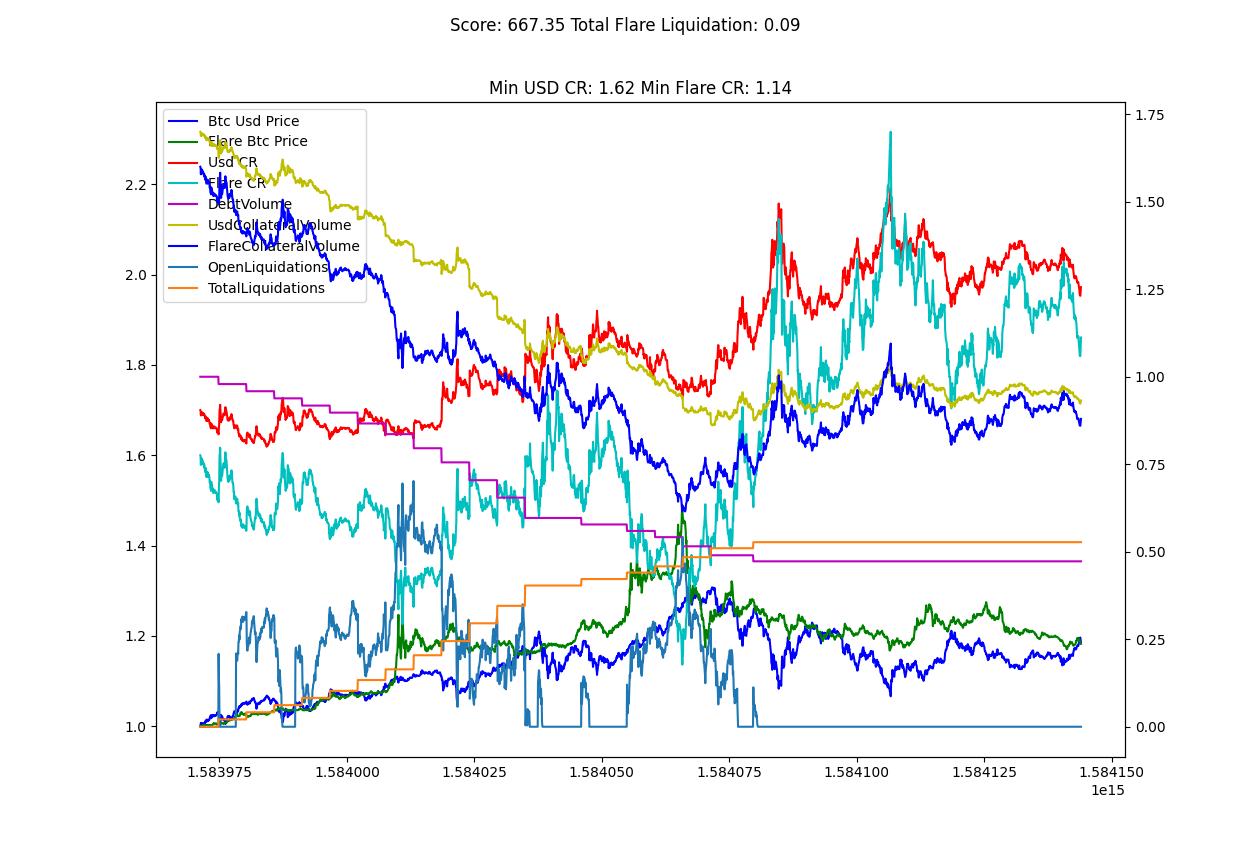 Score: 667.35 Total Flare Liquidation: 0.09
Min USD CR: 1.62 Min Flare CR: 1.14
Btc Usd Price
Flare Btc Price
Usd CR
Flare CR
DebtVolume
UsdCollateralVolume
FlareCollateralVolume
OpenLiquidations
TotalLiquidations
2.2
2.0
1.8
1.6
1.4
1.2
1.0
1.75
1.50
1.25
1.00
0.75
0.50
0.25
0.00
1.583975 1.584000 1.584025 1.584050 1.584075 1.584100 1.584125 1.584150
1e15